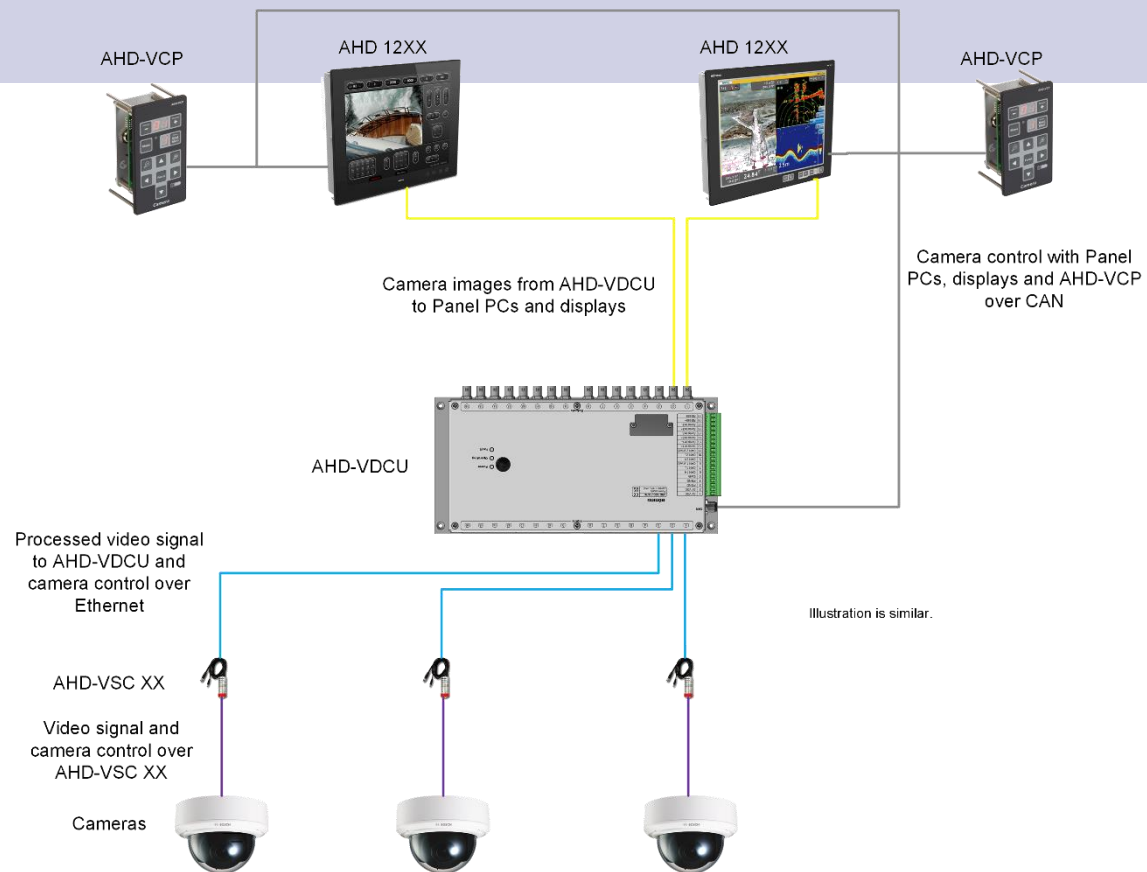 AHD-VCP
AHD 12XX
AHD 12XX
AHD-VCP
Camera images from AHD-VDCU
to Panel PCs and displays
Camera control with Panel
PCs, displays and AHD-VCP
over CAN
AHD-VDCU
Processed video signal
to AHD-VDCU and
camera control over
Ethernet
Illustration is similar.
AHD-VSC XX
Video signal and
camera control over
AHD-VSC XX
Cameras